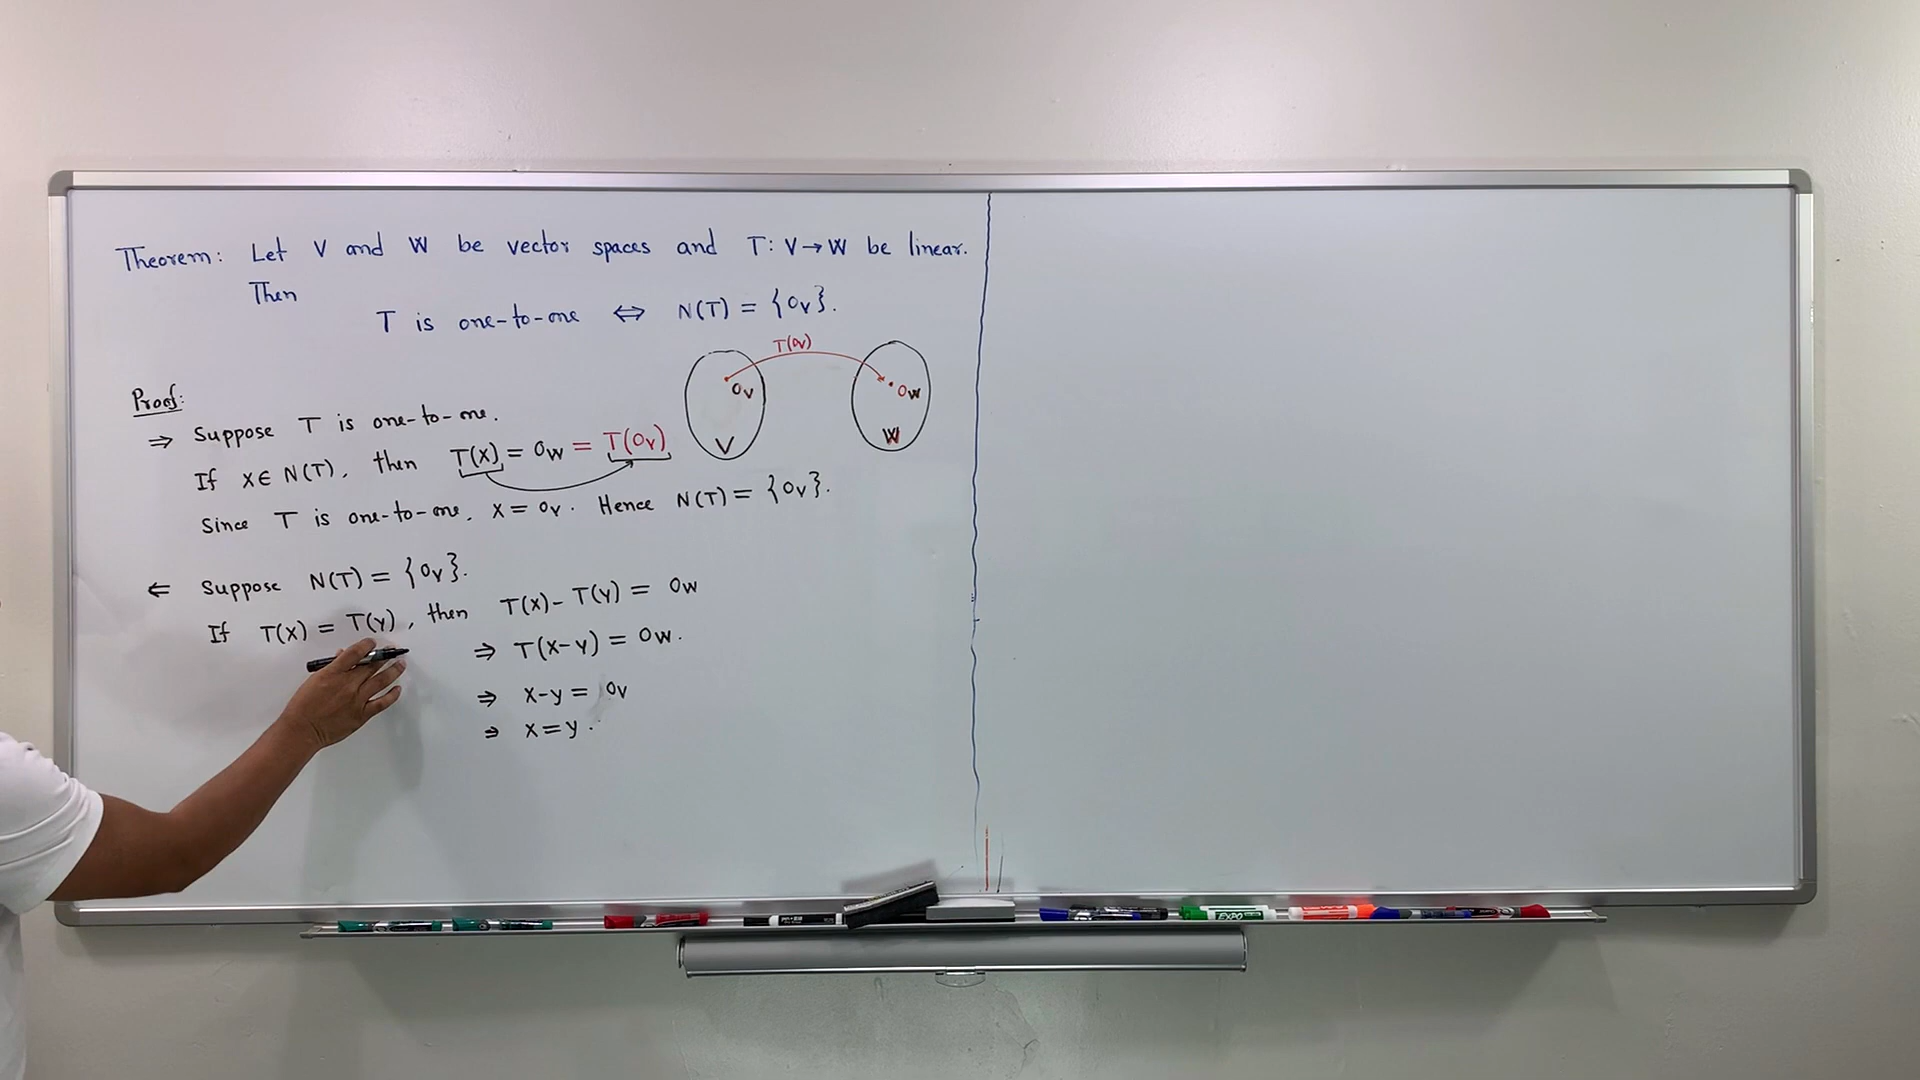 Theorem: Let V and W be vector spaces and T: V→W be linear.
Then
T is one-to-one ⇔ N(T) = {0v}.
T(0v)
0v
0w
V
W
Proof:
⇒ Suppose T is one-to-one.
If x∈ N(T), then T(x) = 0w = T(0v)
Since T is one-to-one, x = 0v. Hence N(T) = {0v}.
⇐ Suppose N(T) = {0v}.
If T(x) = T(y), then T(x)- T(y) = 0w
⇒ T(x-y) = 0w.
⇒ x-y = 0v
⇒ x=y.
EXPO